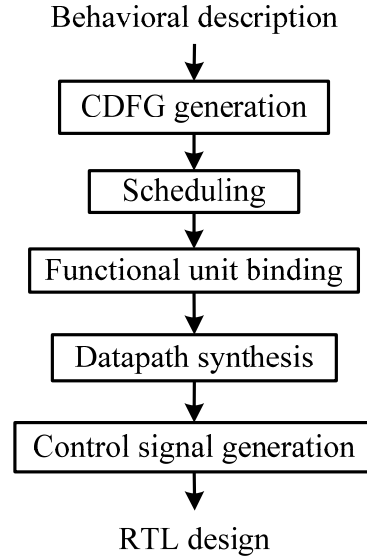 Behavioral description
CDFG generation
Scheduling
Functional unit binding
Datapath synthesis
Control signal generation
RTL design